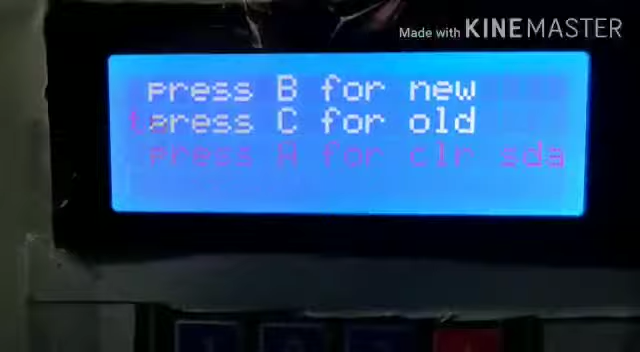 Made with KINEMASTER
press B for new
press C for old
press A for clr sda